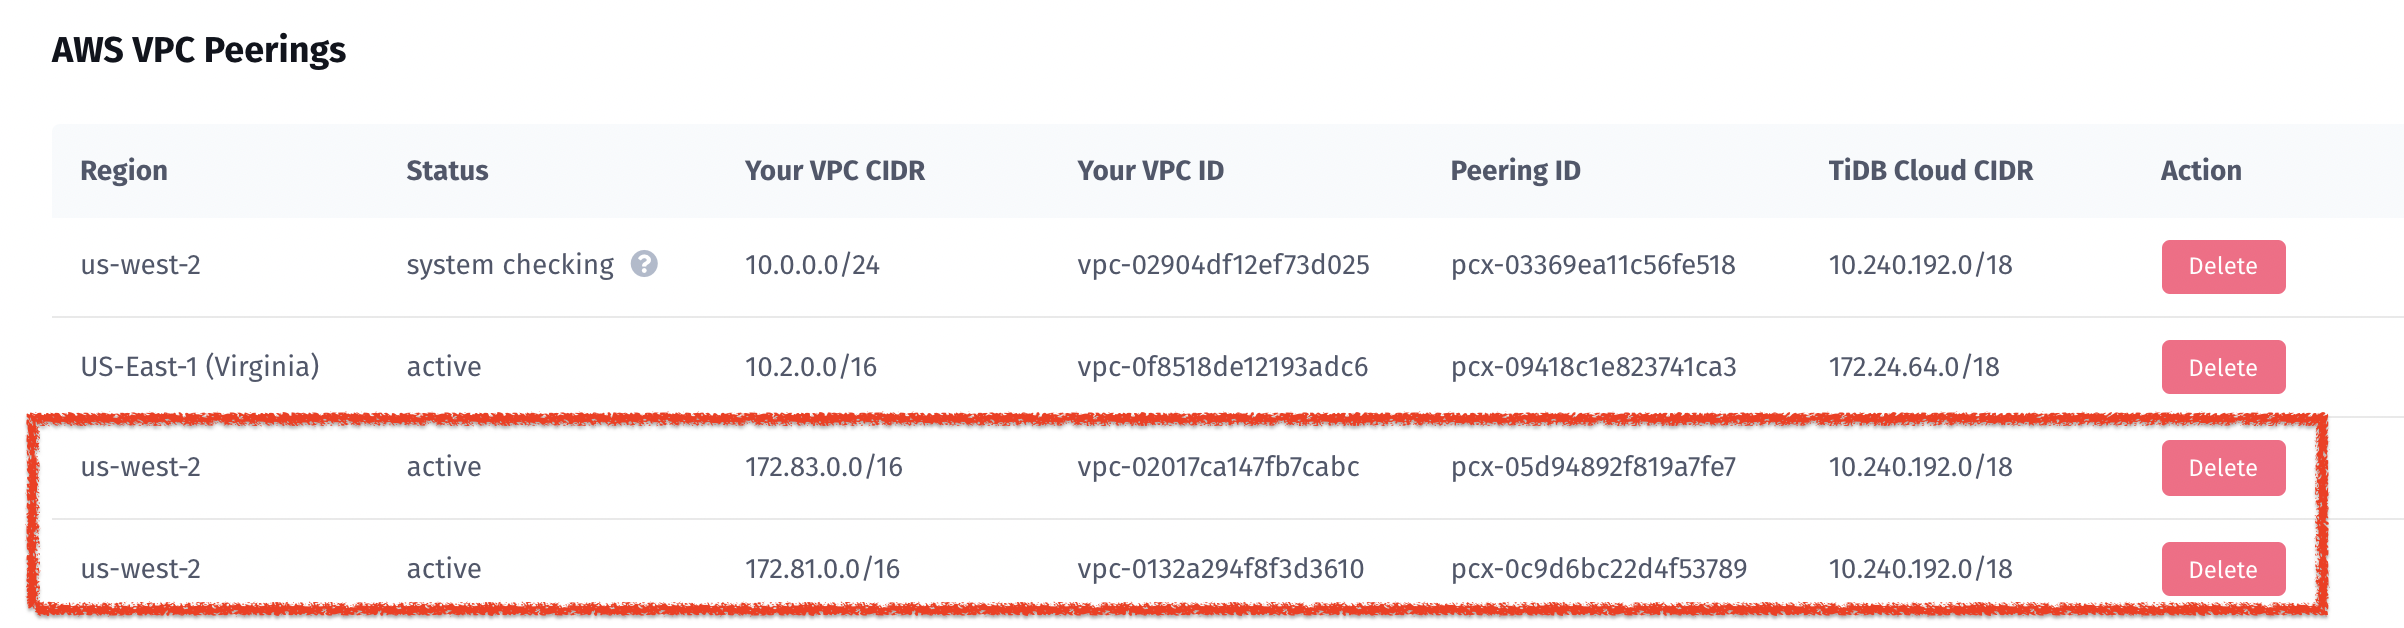 AWS VPC Peerings
Region Status Your VPC CIDR Your VPC ID Peering ID TiDB Cloud CIDR Action
us-west-2 system checking ? 10.0.0.0/24 vpc-02904df12ef73d025 pcx-03369ea11c56fe518 10.240.192.0/18 Delete
US-East-1 (Virginia) active 10.2.0.0/16 vpc-0f8518de12193adc6 pcx-09418c1e823741ca3 172.24.64.0/18 Delete
us-west-2 active 172.83.0.0/16 vpc-02017ca147fb7cabc pcx-05d94892f819a7fe7 10.240.192.0/18 Delete
us-west-2 active 172.81.0.0/16 vpc-0132a294f8f3d3610 pcx-0c9d6bc22d4f53789 10.240.192.0/18 Delete